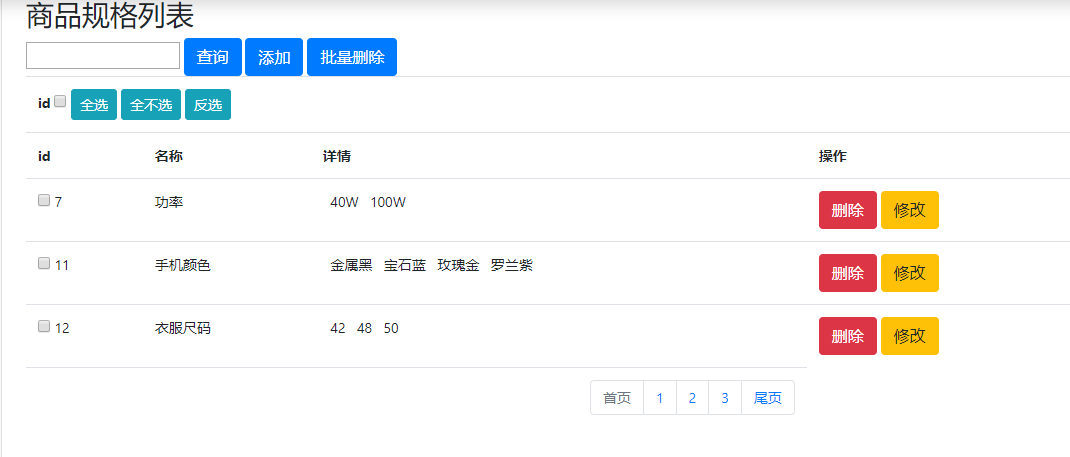 商品规格列表
查询 添加 批量删除
id 全选 全不选 反选
id 名称 详情 操作
7 功率 40W 100W 删除 修改
11 手机颜色 金属黑 宝石蓝 玫瑰金 罗兰紫 删除 修改
12 衣服尺码 42 48 50 删除 修改
首页 1 2 3 尾页